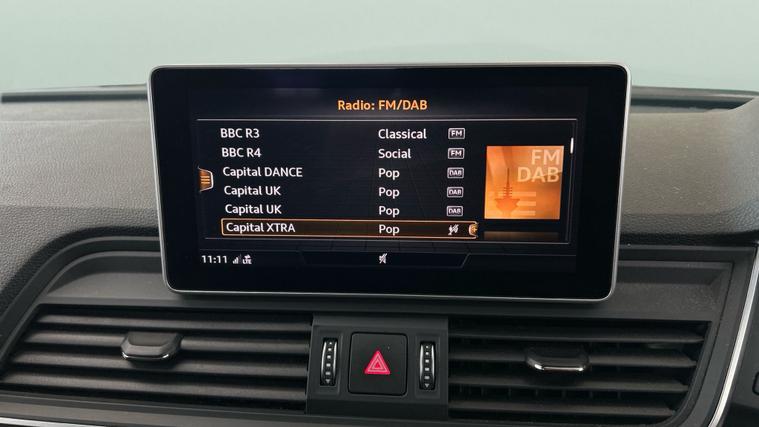 Radio: FM/DAB
BBC R3 Classical FM
BBC R4 Social FM
Capital DANCE Pop DAB
Capital UK Pop DAB
Capital UK Pop DAB
Capital XTRA Pop
FM
DAB
11:11 LTE